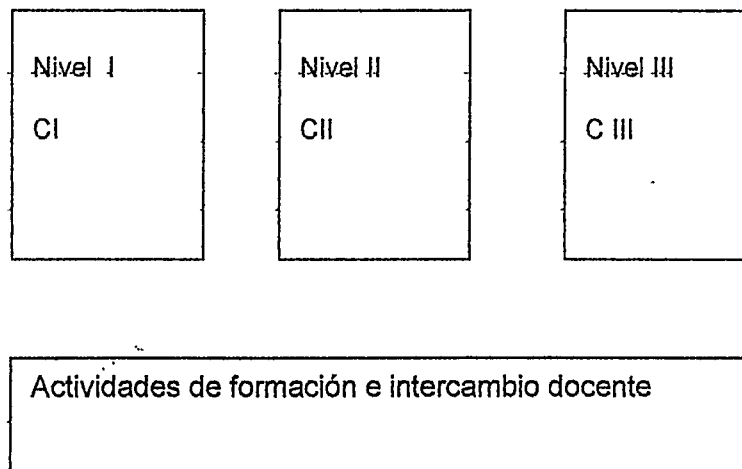 Nivel I
CI
Nivel II
CII
Nivel III
C III
Actividades de formación e intercambio docente